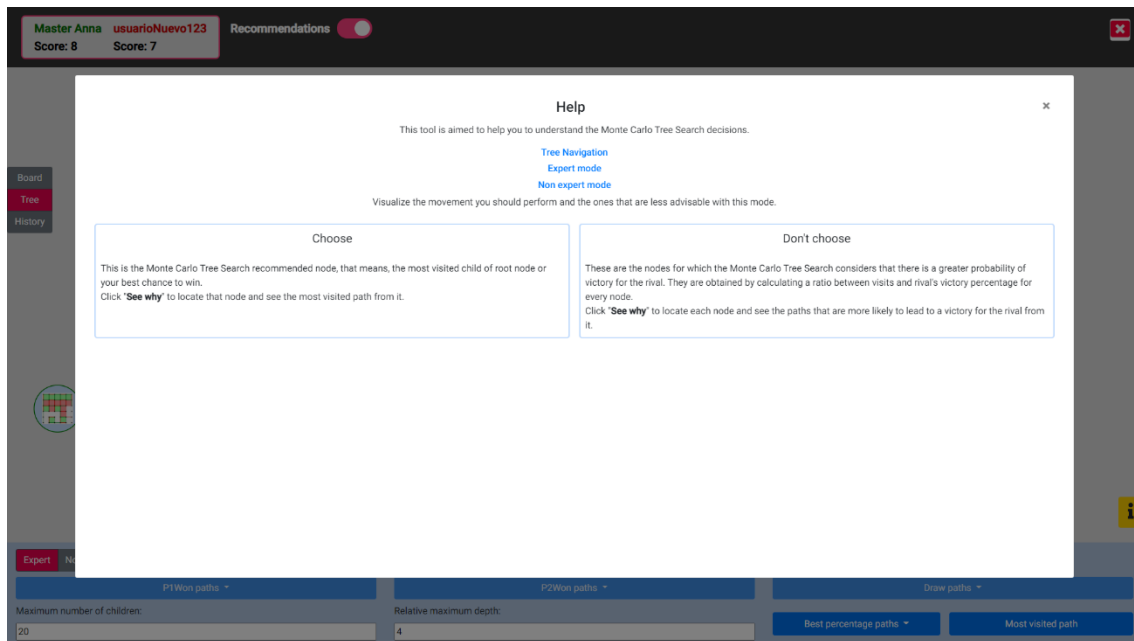 Master Anna usuarioNuevo123 Recommendations
Score: 8 Score: 7
Help
This tool is aimed to help you to understand the Monte Carlo Tree Search decisions.
Tree Navigation
Expert mode
Non expert mode
Visualize the movement you should perform and the ones that are less advisable with this mode.
Board
Tree
History
Choose
This is the Monte Carlo Tree Search recommended node, that means, the most visited child of root node or
your best chance to win.
Click "See why" to locate that node and see the most visited path from it.
Don't choose
These are the nodes for which the Monte Carlo Tree Search considers that there is a greater probability of
victory for the rival. They are obtained by calculating a ratio between visits and rival's victory percentage for
every node.
Click "See why" to locate each node and see the paths that are more likely to lead to a victory for the rival from
it.
Expert
P1Won paths
P2Won paths
Draw paths
Maximum number of children:
20
Relative maximum depth:
4
Best percentage paths
Most visited path